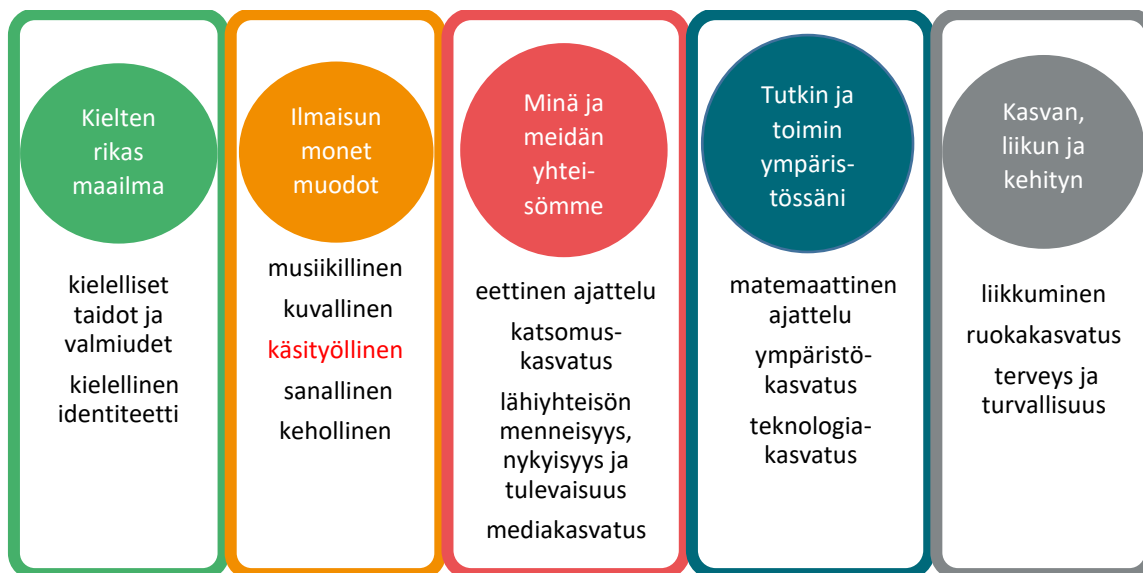 Kielten
rikas
maailma
kielelliset
taidot ja
valmiudet
kielellinen
identiteetti
Ilmaisun
monet
muodot
musiikillinen
kuvallinen
käsityöllinen
sanallinen
kehollinen
Minä ja
meidän
yhtei-
sömme
eettinen ajattelu
katsomus-
kasvatus
lähiyhteisön
menneisyys,
nykyisyys ja
tulevaisuus
mediakasvatus
Tutkin ja
toimin
ympäris-
tössäni
matemaattinen
ajattelu
ympäristö-
kasvatus
teknologia-
kasvatus
Kasvan,
liikun ja
kehityn
liikkuminen
ruokakasvatus
terveys ja
turvallisuus